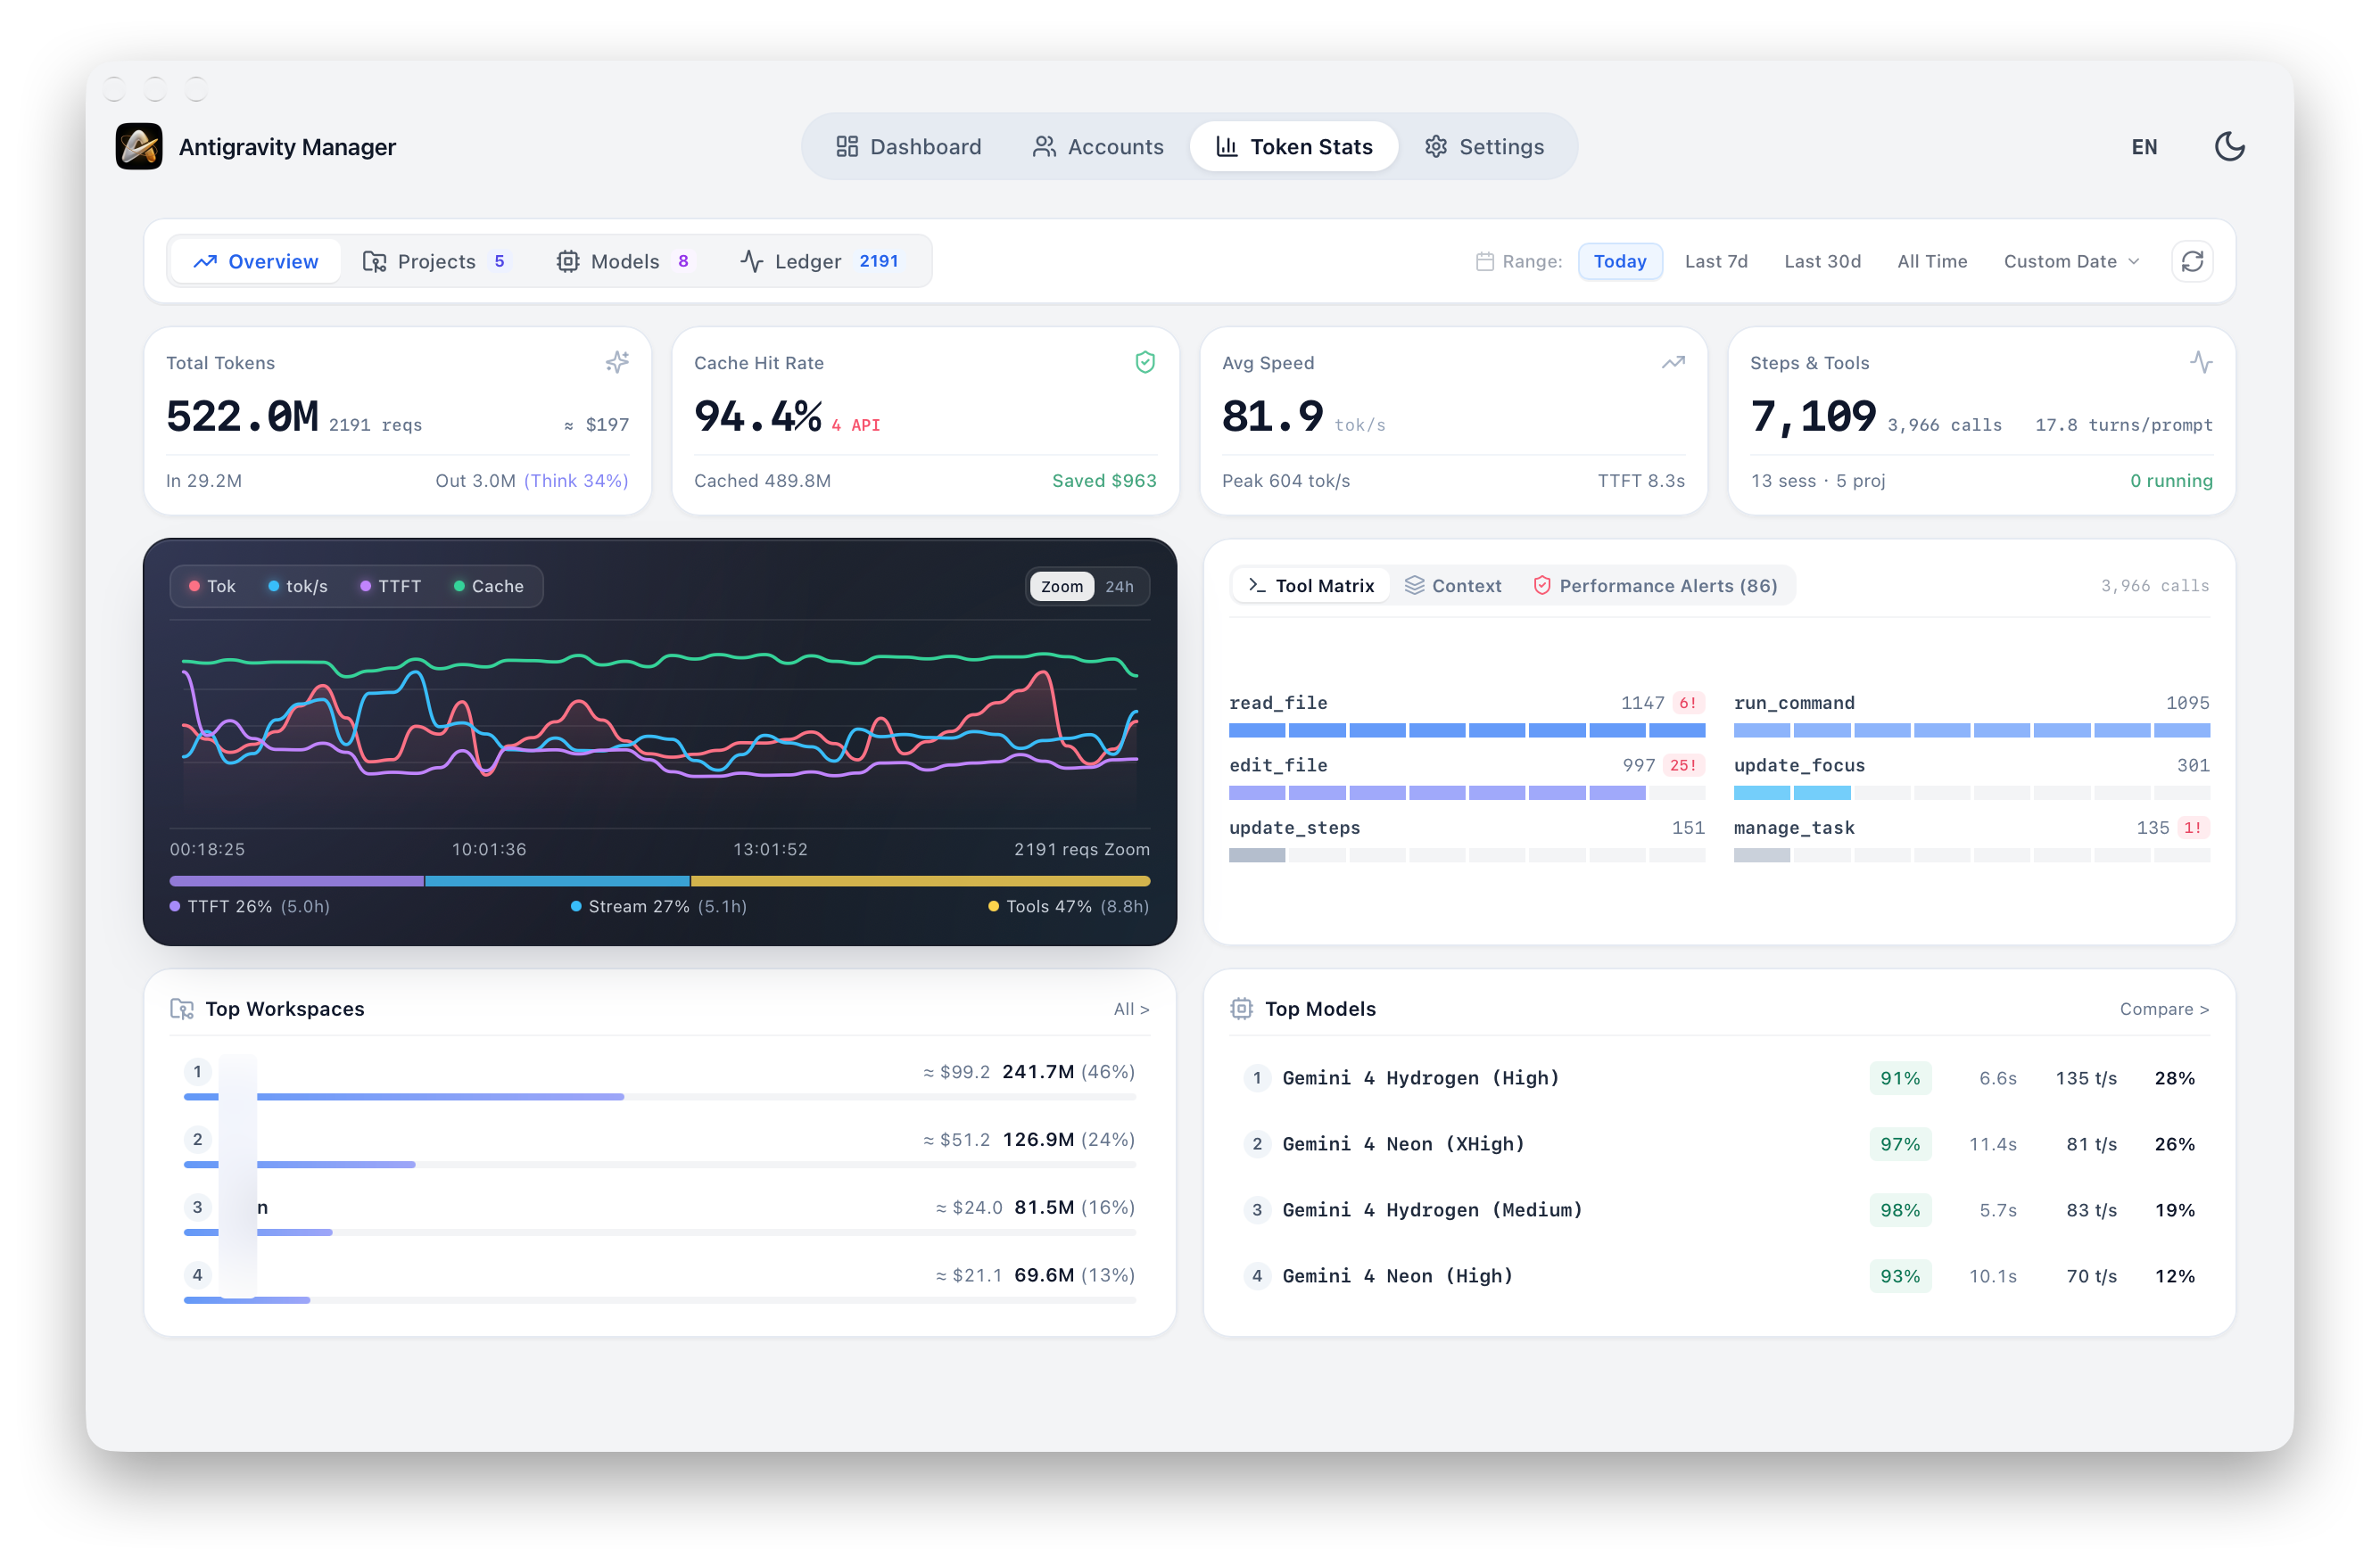 Antigravity Manager
Dashboard
Accounts
Token Stats
Settings
EN
Overview
Projects 5
Models 8
Ledger 2191
Range:
Today
Last 7d
Last 30d
All Time
Custom Date
Total Tokens
522.0M 2191 reqs ≈ $197
In 29.2M Out 3.0M (Think 34%)
Cache Hit Rate
94.4% 4 API
Cached 489.8M Saved $963
Avg Speed
81.9 tok/s
Peak 604 tok/s TTFT 8.3s
Steps & Tools
7,109 3,966 calls 17.8 turns/prompt
13 sess · 5 proj 0 running
Tok tok/s TTFT Cache
Zoom 24h
00:18:25 10:01:36 13:01:52 2191 reqs Zoom
TTFT 26% (5.0h) Stream 27% (5.1h) Tools 47% (8.8h)
Tool Matrix
Context
Performance Alerts (86)
3,966 calls
read_file 1147 6!
run_command 1095
edit_file 997 25!
update_focus 301
update_steps 151
manage_task 135 1!
Top Workspaces All >
1 ≈ $99.2 241.7M (46%)
2 ≈ $51.2 126.9M (24%)
3 n ≈ $24.0 81.5M (16%)
4 ≈ $21.1 69.6M (13%)
Top Models Compare >
1 Gemini 4 Hydrogen (High) 91% 6.6s 135 t/s 28%
2 Gemini 4 Neon (XHigh) 97% 11.4s 81 t/s 26%
3 Gemini 4 Hydrogen (Medium) 98% 5.7s 83 t/s 19%
4 Gemini 4 Neon (High) 93% 10.1s 70 t/s 12%